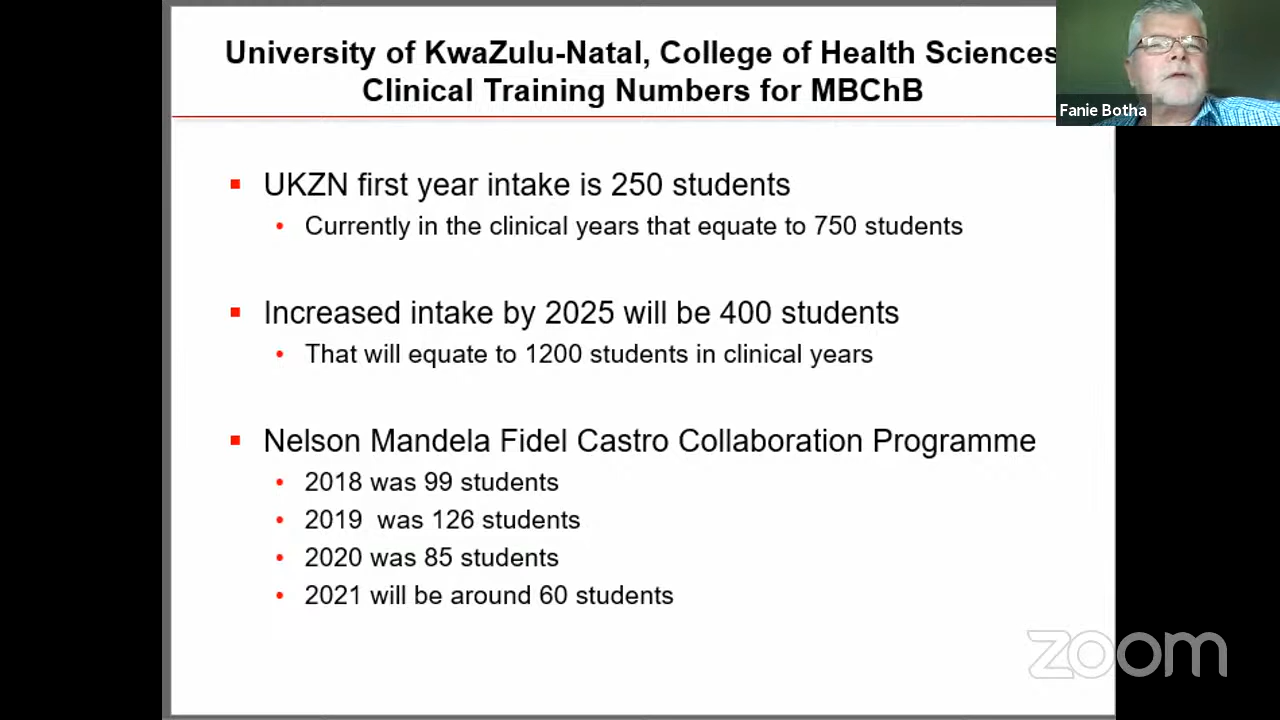 University of KwaZulu-Natal, College of Health Sciences
Clinical Training Numbers for MBChB
Fanie Botha
UKZN first year intake is 250 students
Currently in the clinical years that equate to 750 students
Increased intake by 2025 will be 400 students
That will equate to 1200 students in clinical years
Nelson Mandela Fidel Castro Collaboration Programme
2018 was 99 students
2019 was 126 students
2020 was 85 students
2021 will be around 60 students
zoom